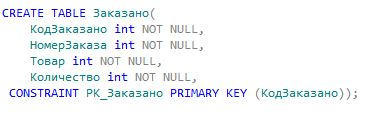 CREATE TABLE Заказано(
КодЗаказано int NOT NULL,
НомерЗаказа int NOT NULL,
Товар int NOT NULL,
Количество int NOT NULL,
CONSTRAINT PK_Заказано PRIMARY KEY (КодЗаказано));